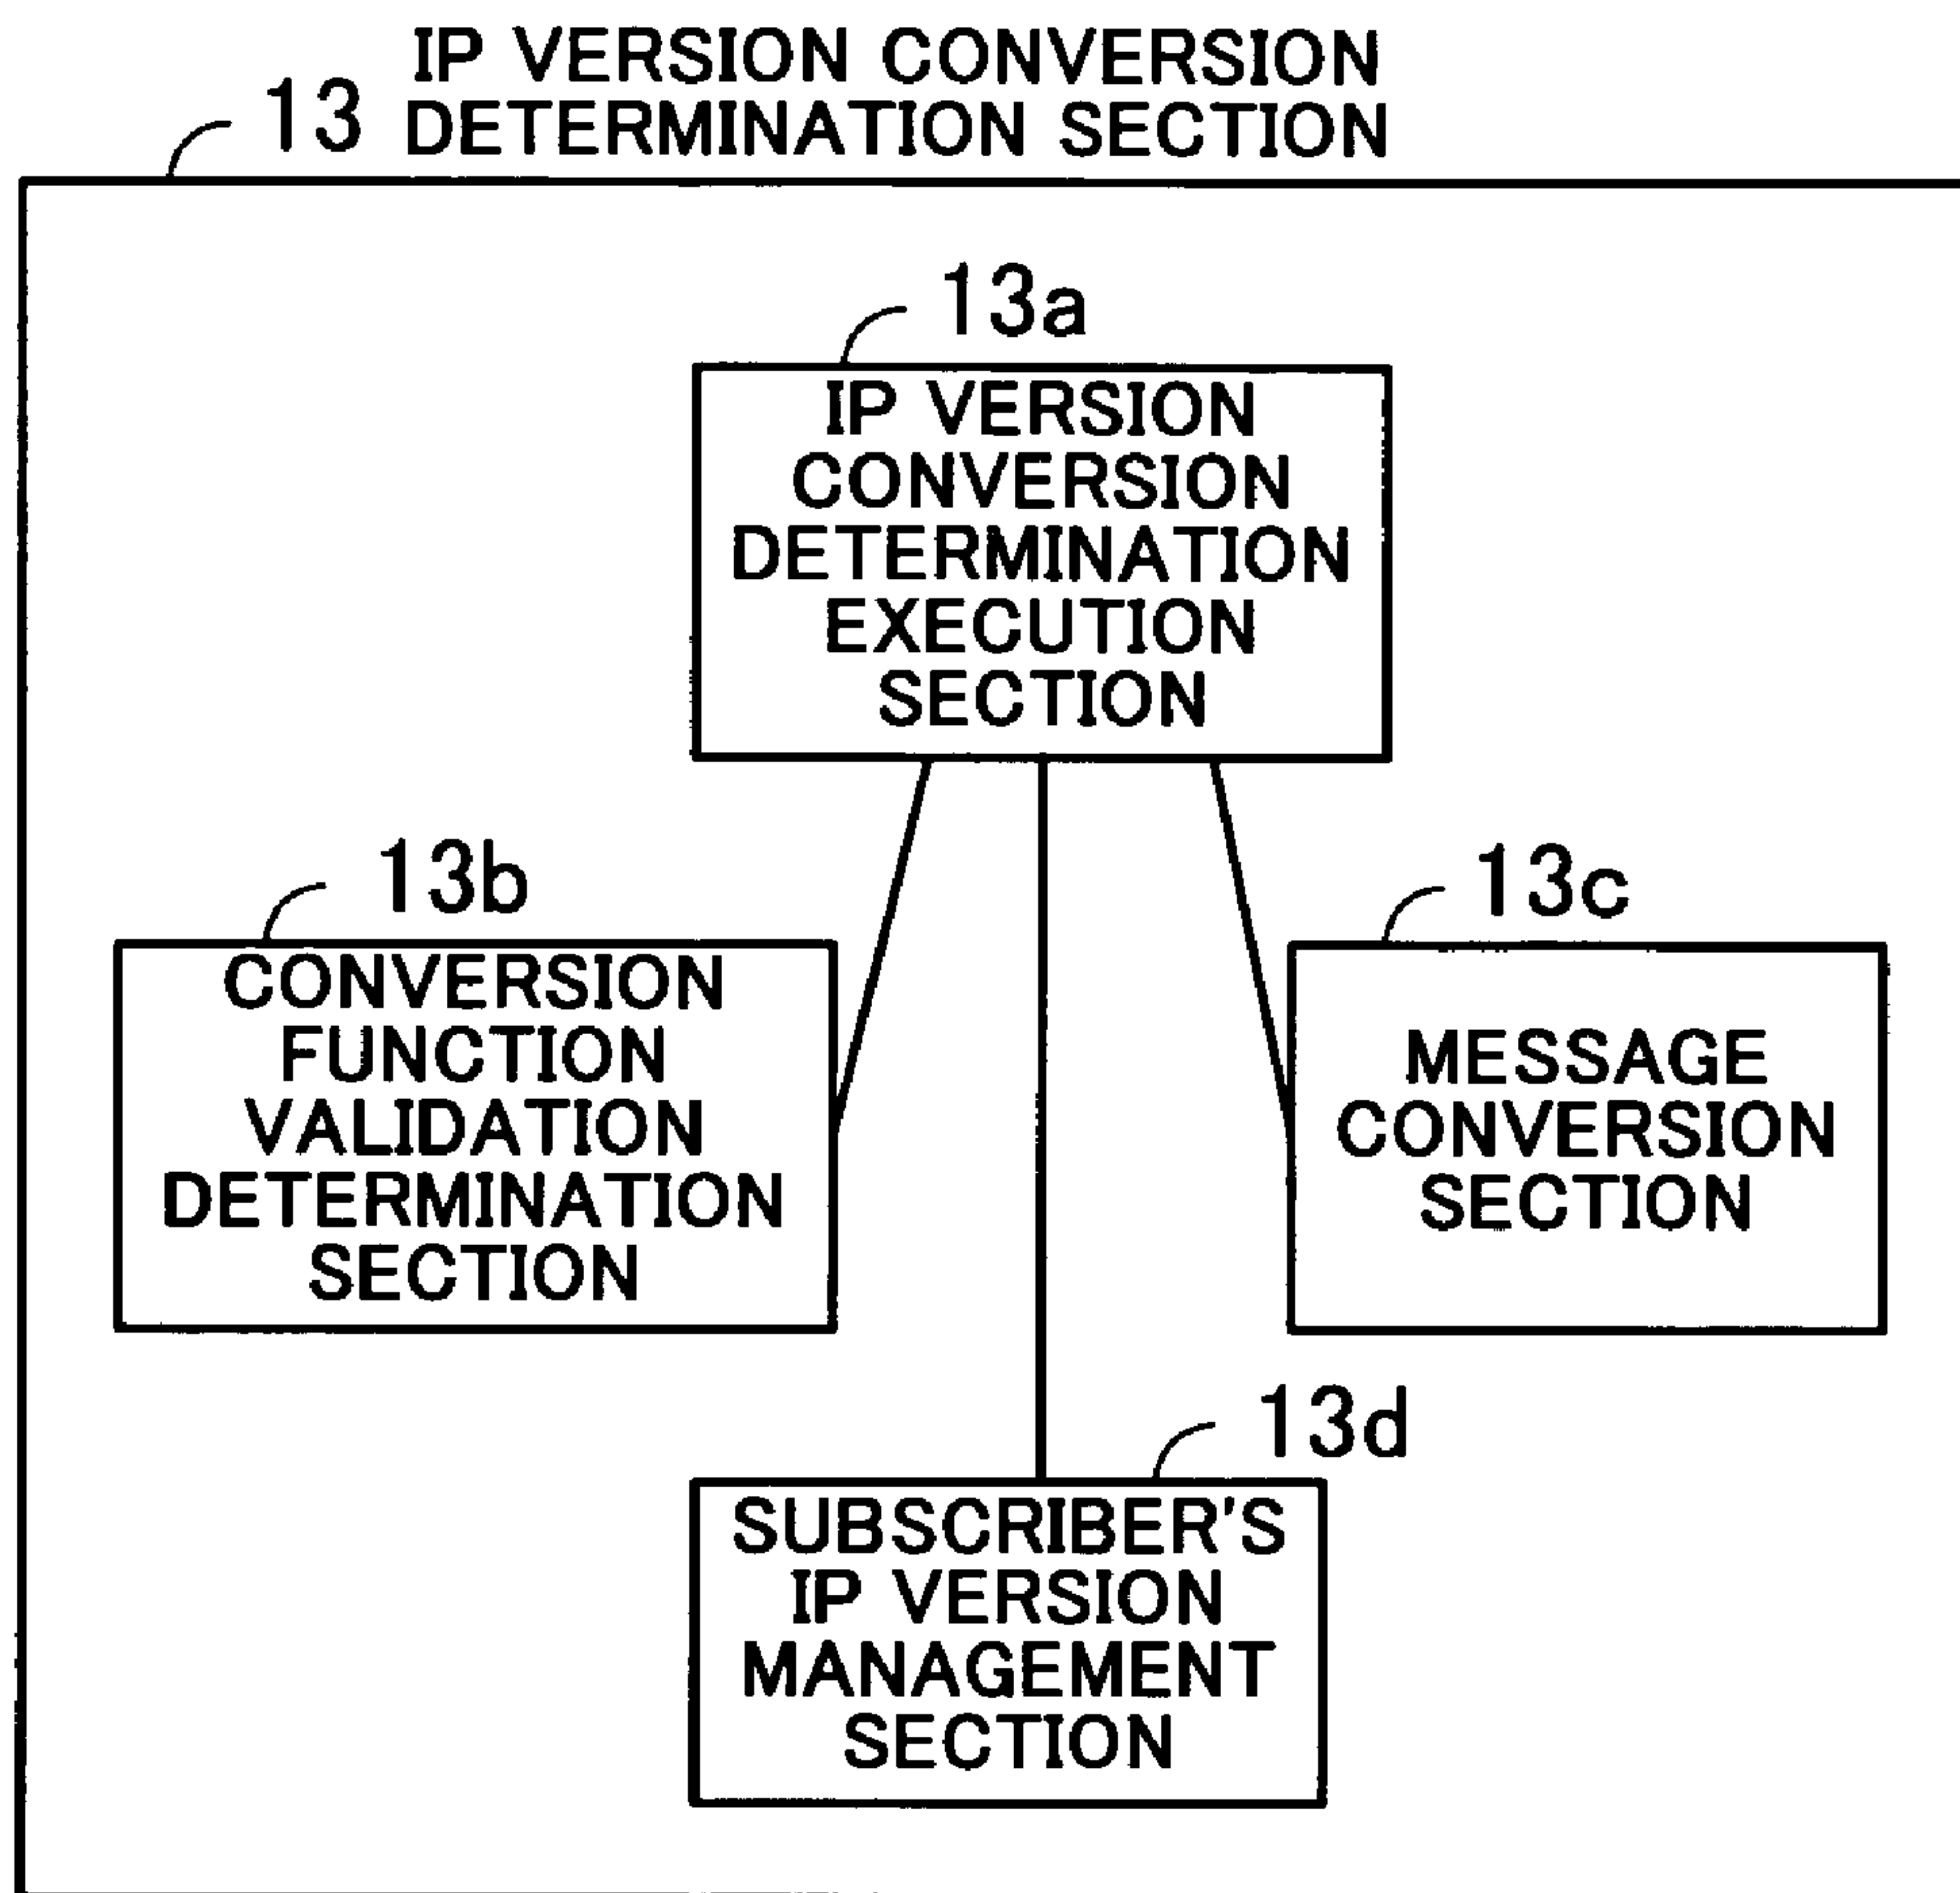 IP VERSION CONVERSION
13 DETERMINATION SECTION
13a
IP VERSION
CONVERSION
DETERMINATION
EXECUTION
SECTION
13b
CONVERSION
FUNCTION
VALIDATION
DETERMINATION
SECTION
13c
MESSAGE
CONVERSION
SECTION
13d
SUBSCRIBER'S
IP VERSION
MANAGEMENT
SECTION